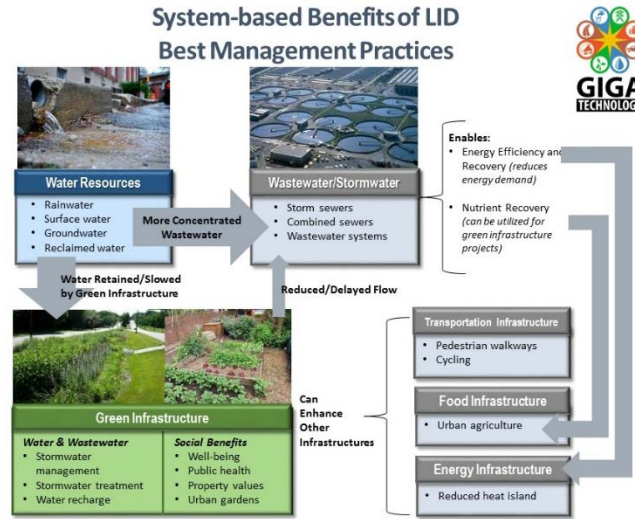 System-based Benefits of LID
Best Management Practices
GIGA
TECHNOLOG
Water Resources
• Rainwater
• Surface water
• Groundwater
• Reclaimed water
More Concentrated
Wastewater
Wastewater/Stormwater
• Storm sewers
• Combined sewers
• Wastewater systems
Enables:
• Energy Efficiency and
Recovery (reduces
energy demand)
• Nutrient Recovery
(can be utilized for
green infrastructure
projects)
Water Retained/Slowed
by Green Infrastructure
Reduced/Delayed Flow
Green Infrastructure
Water & Wastewater
• Stormwater
management
• Stormwater treatment
• Water recharge
Social Benefits
• Well-being
• Public health
• Property values
• Urban gardens
Can
Enhance
Other
Infrastructures
Transportation Infrastructure
• Pedestrian walkways
• Cycling
Food Infrastructure
• Urban agriculture
Energy Infrastructure
• Reduced heat island